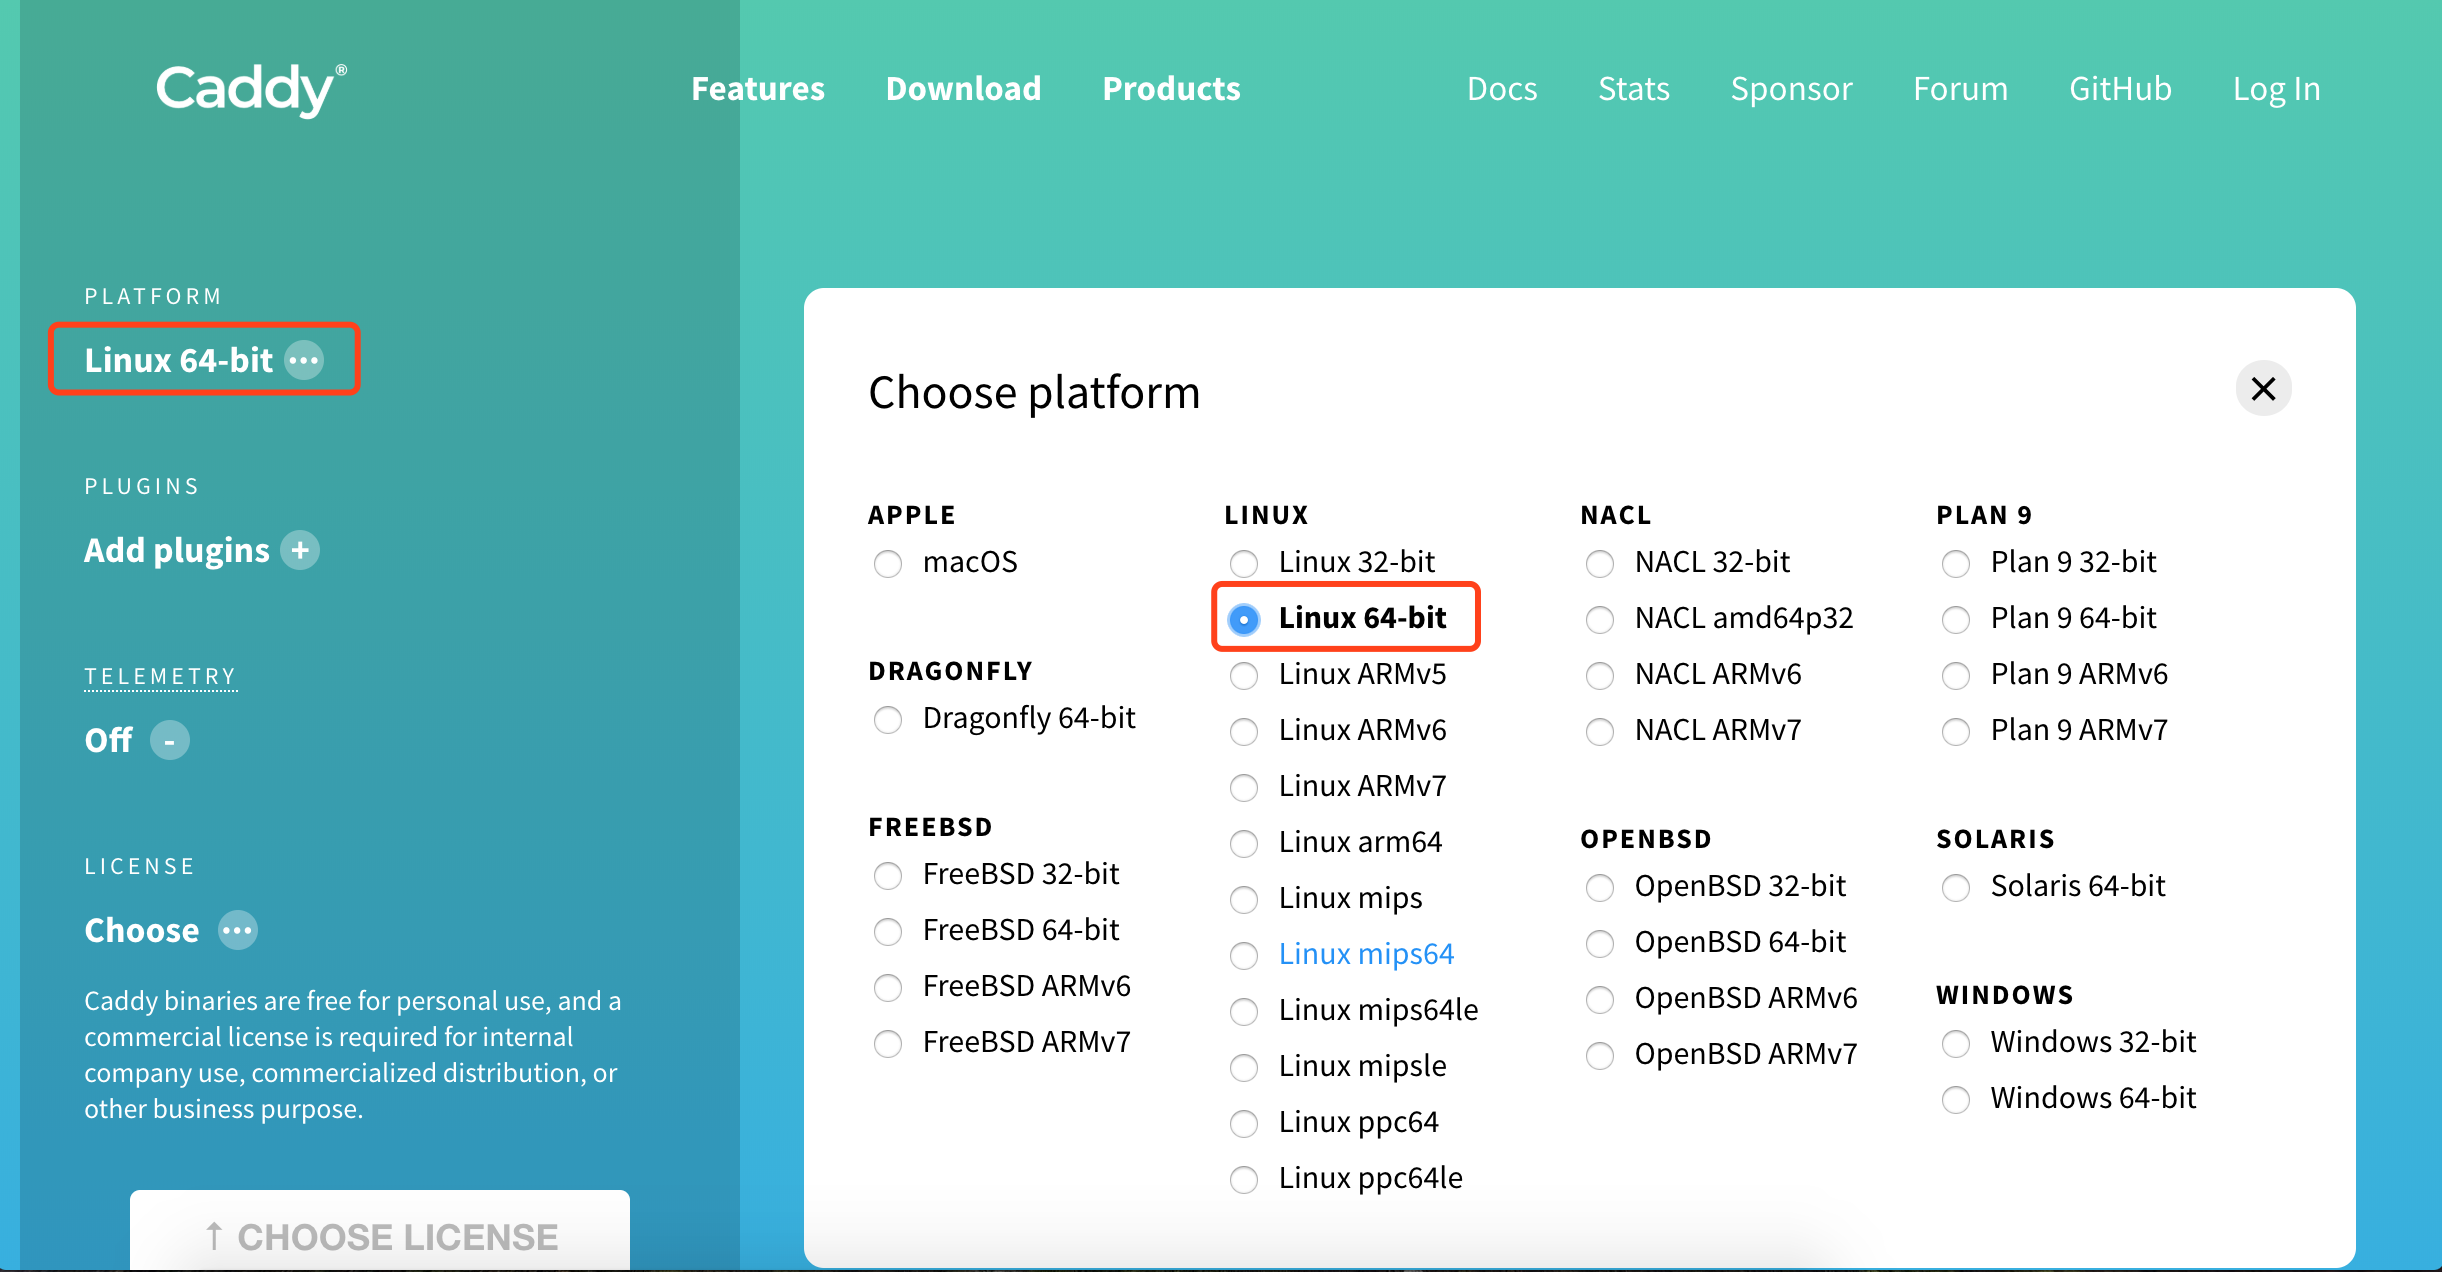 Caddy®
Features Download Products Docs Stats Sponsor Forum GitHub Log In
PLATFORM
Linux 64-bit
PLUGINS
Add plugins +
TELEMETRY
Off -
LICENSE
Choose
Caddy binaries are free for personal use, and a
commercial license is required for internal
company use, commercialized distribution, or
other business purpose.
↑ CHOOSE LICENSE
Choose platform
APPLE
macOS
DRAGONFLY
Dragonfly 64-bit
FREEBSD
FreeBSD 32-bit
FreeBSD 64-bit
FreeBSD ARMv6
FreeBSD ARMv7
LINUX
Linux 32-bit
Linux 64-bit
Linux ARMv5
Linux ARMv6
Linux ARMv7
Linux arm64
Linux mips
Linux mips64
Linux mips64le
Linux mipsle
Linux ppc64
Linux ppc64le
NACL
NACL 32-bit
NACL amd64p32
NACL ARMv6
NACL ARMv7
OPENBSD
OpenBSD 32-bit
OpenBSD 64-bit
OpenBSD ARMv6
OpenBSD ARMv7
PLAN 9
Plan 9 32-bit
Plan 9 64-bit
Plan 9 ARMv6
Plan 9 ARMv7
SOLARIS
Solaris 64-bit
WINDOWS
Windows 32-bit
Windows 64-bit